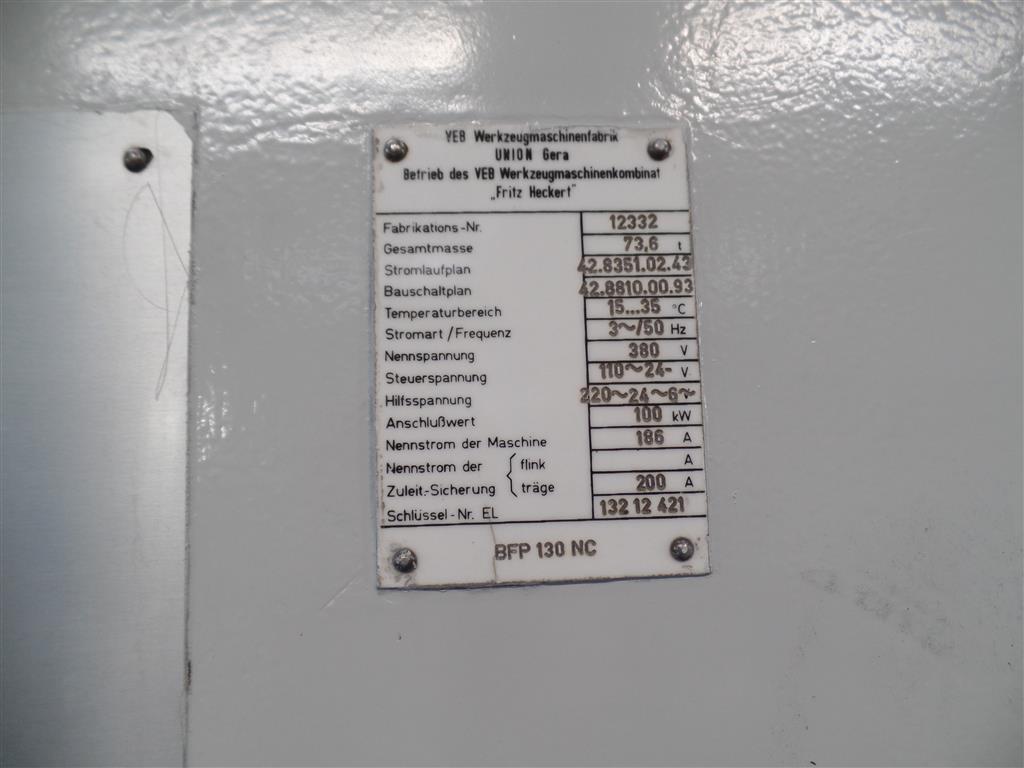 VEB Werkzeugmaschinenfabrik
UNION Gera
Betrieb des VEB Werkzeugmaschinenkombinat
„Fritz Heckert"
Fabrikations-Nr. 12332
Gesamtmasse 73,6 t
Stromlaufplan 42.8351.02.43
Bauschaltplan 42.8810.00.93
Temperaturbereich 15...35 °C
Stromart/Frequenz 3~/50 Hz
Nennspannung 380 V
Steuerspannung 110~24- V
Hilfsspannung 220~24~6~
Anschlußwert 100 kW
Nennstrom der Maschine 186 A
Nennstrom der flink A
Zuleit.-Sicherung träge 200 A
Schlüssel-Nr. EL 132 12 421
BFP 130 NC